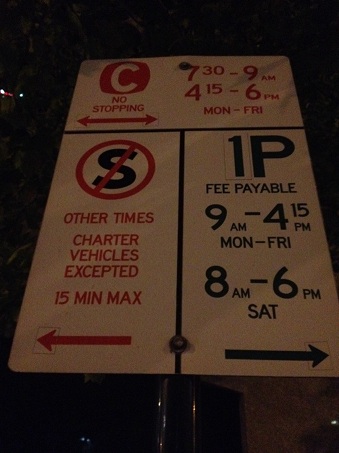 C
NO
STOPPING
7 30 - 9 AM
4 15 - 6 PM
MON - FRI
S
OTHER TIMES
CHARTER
VEHICLES
EXCEPTED
15 MIN MAX
1P
FEE PAYABLE
9 AM - 4 15 PM
MON - FRI
8 AM - 6 PM
SAT